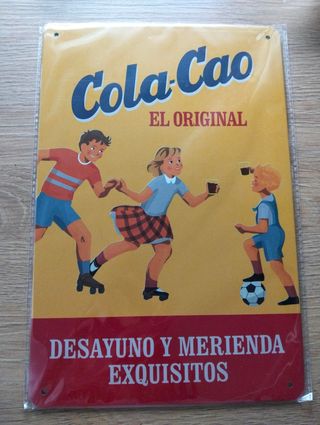 Cola-Cao
EL ORIGINAL
DESAYUNO Y MERIENDA
EXQUISITOS